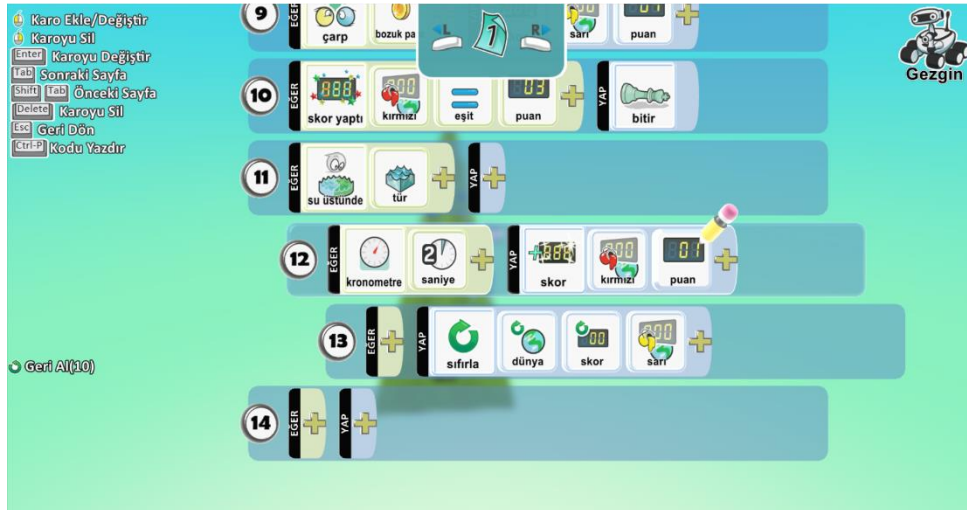 Karo Ekle/Değiştir
Karoyu Sil
Enter Karoyu Değiştir
Tab Sonraki Sayfa
Shift Tab Önceki Sayfa
Delete Karoyu Sil
Esc Geri Dön
Ctrl-P Kodu Yazdır
Geri Al(10)
L 1 R
Gezgin
9 EĞER çarp bozuk pa sarı puan
10 EĞER skor yaptı kırmızı eşit 03 puan YAP bitir
11 EĞER su üstünde tür YAP
12 EĞER kronometre 2 saniye YAP skor kırmızı 01 puan
13 EĞER YAP sıfırla dünya 00 skor sarı
14 EĞER YAP